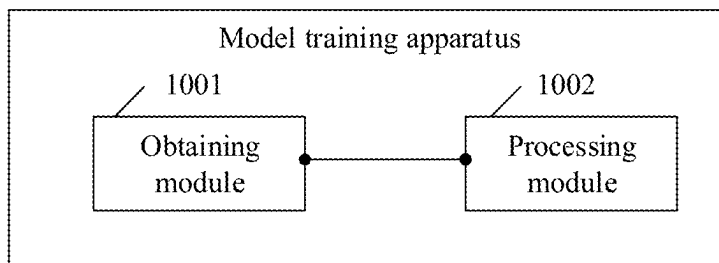 Model training apparatus
1001
1002
Obtaining
module
Processing
module